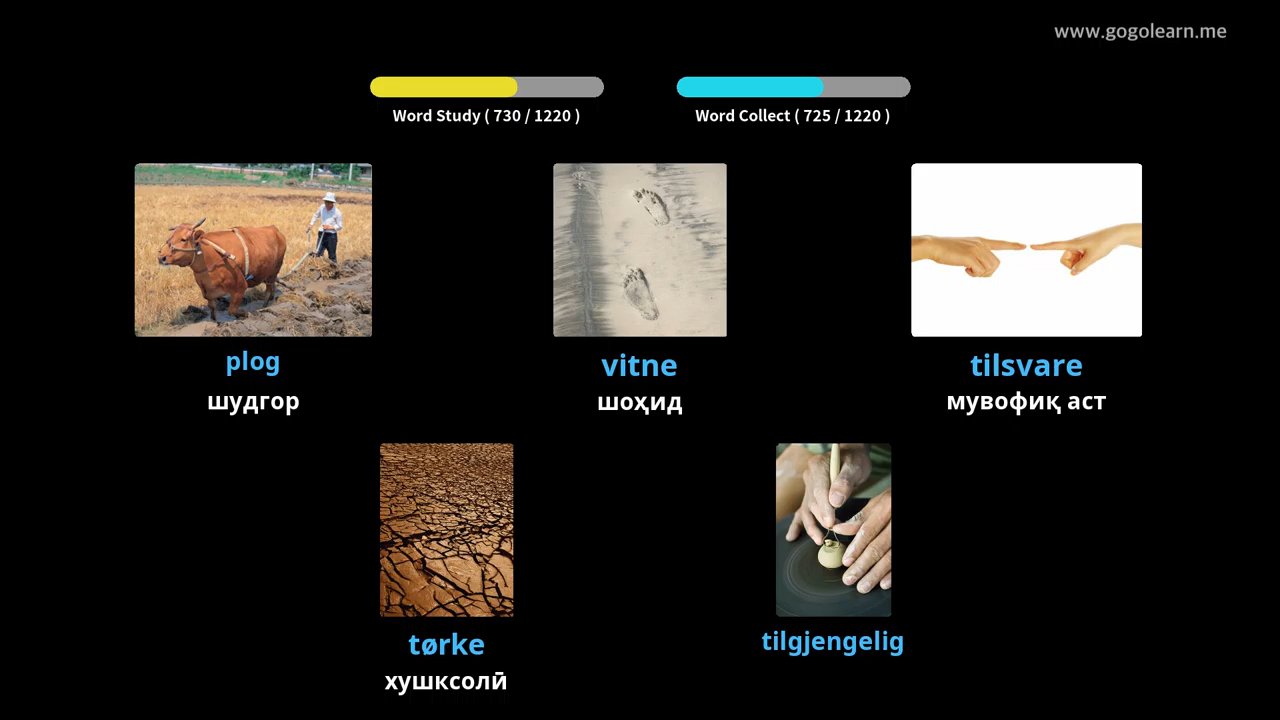 www.gogolearn.me
Word Study ( 730 / 1220 )
Word Collect ( 725 / 1220 )
plog
шудгор
vitne
шоҳид
tilsvare
мувофиқ аст
tørke
хушксолӣ
tilgjengelig